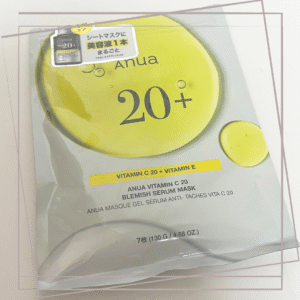 シートマスクに
美容液1本
まるごと
20+
Anua
20+
VITAMIN C 20 + VITAMIN E
ANUA VITAMIN C 20
BLEMISH SERUM MASK
ANUA MASQUE GEL SÉRUM ANTI-TACHES VITA C 20
7枚 (130 G / 4.58 OZ.)